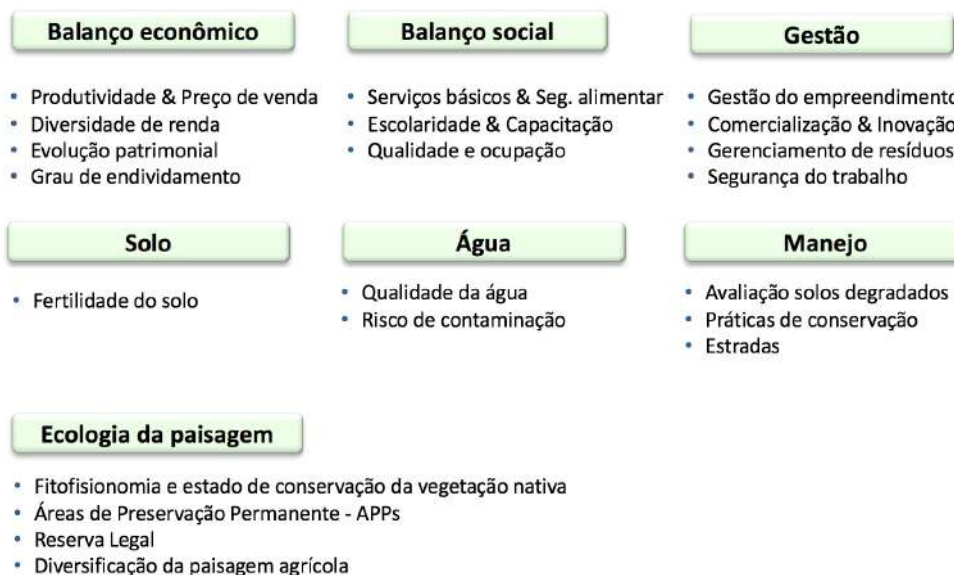 Balanço econômico
• Produtividade & Preço de venda
• Diversidade de renda
• Evolução patrimonial
• Grau de endividamento
Balanço social
• Serviços básicos & Seg. alimentar
• Escolaridade & Capacitação
• Qualidade e ocupação
Gestão
• Gestão do empreendimento
• Comercialização & Inovação
• Gerenciamento de resíduos
• Segurança do trabalho
Solo
• Fertilidade do solo
Água
• Qualidade da água
• Risco de contaminação
Manejo
• Avaliação solos degradados
• Práticas de conservação
• Estradas
Ecologia da paisagem
• Fitofisionomia e estado de conservação da vegetação nativa
• Áreas de Preservação Permanente - APPs
• Reserva Legal
• Diversificação da paisagem agrícola